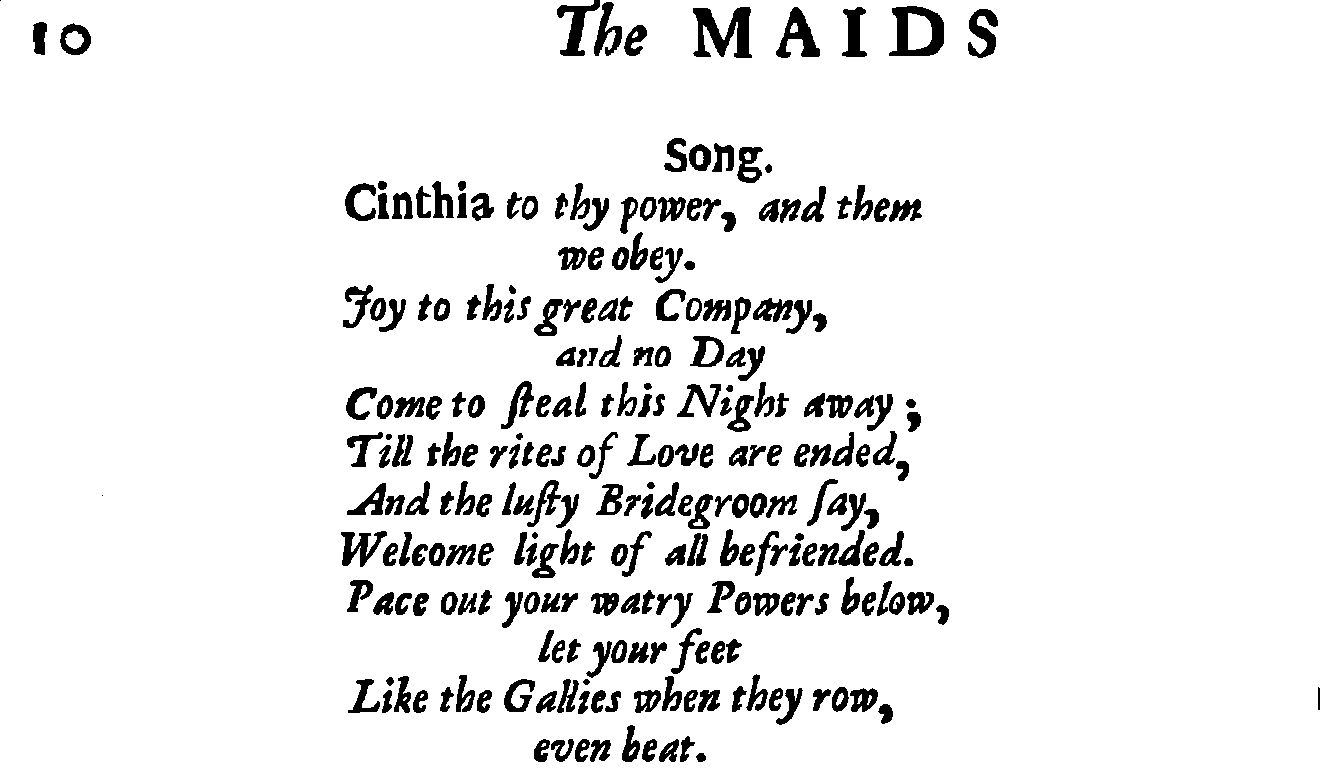 10 The MAIDS
Song.
Cinthia to thy power, and them
we obey.
Joy to this great Company,
and no Day
Come to ſteal this Night away;
Till the rites of Love are ended,
And the luſty Bridegroom ſay,
Welcome light of all befriended.
Pace out your watry Powers below,
let your feet
Like the Gallies when they row,
even beat.